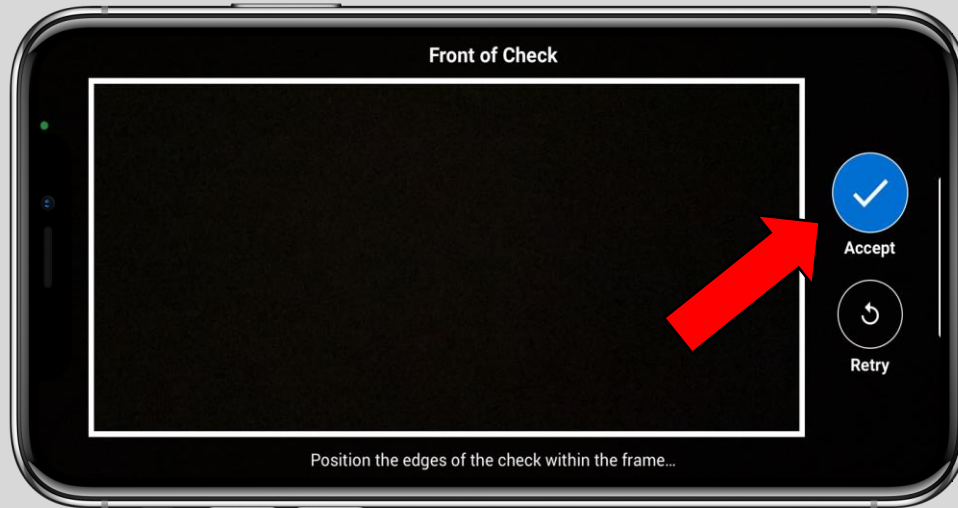 Front of Check
Accept
Retry
Position the edges of the check within the frame...